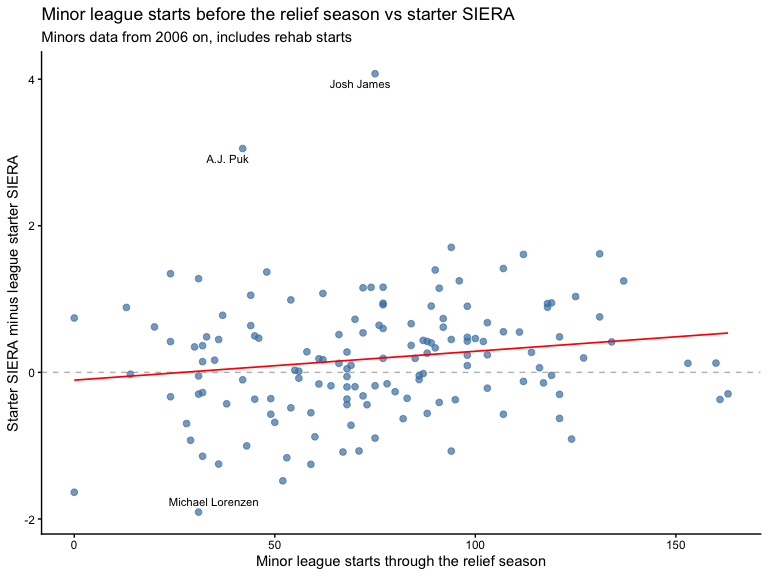 Minor league starts before the relief season vs starter SIERA
Minors data from 2006 on, includes rehab starts
Starter SIERA minus league starter SIERA
4
2
0
-2
Josh James
A.J. Puk
Michael Lorenzen
0
50
100
150
Minor league starts through the relief season